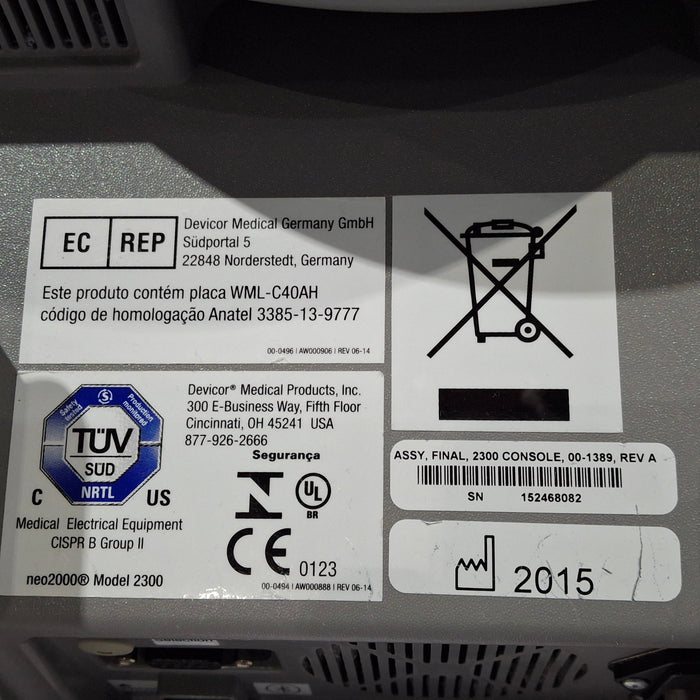 EC REP
Devicor Medical Germany GmbH
Südportal 5
22848 Norderstedt, Germany
Este produto contém placa WML-C40AH
código de homologação Anatel 3385-13-9777
00-0496 | AW000906 | REV 06-14
Safety tested
Production monitored
TÜV
SÜD
NRTL
C US
Medical Electrical Equipment
CISPR B Group II
neo2000® Model 2300
Devicor® Medical Products, Inc.
300 E-Business Way, Fifth Floor
Cincinnati, OH 45241 USA
877-926-2666
Segurança
UL
BR
CE 0123
00-0494 | AW000888 | REV 06-14
ASSY, FINAL, 2300 CONSOLE, 00-1389, REV A
SN 152468082
2015